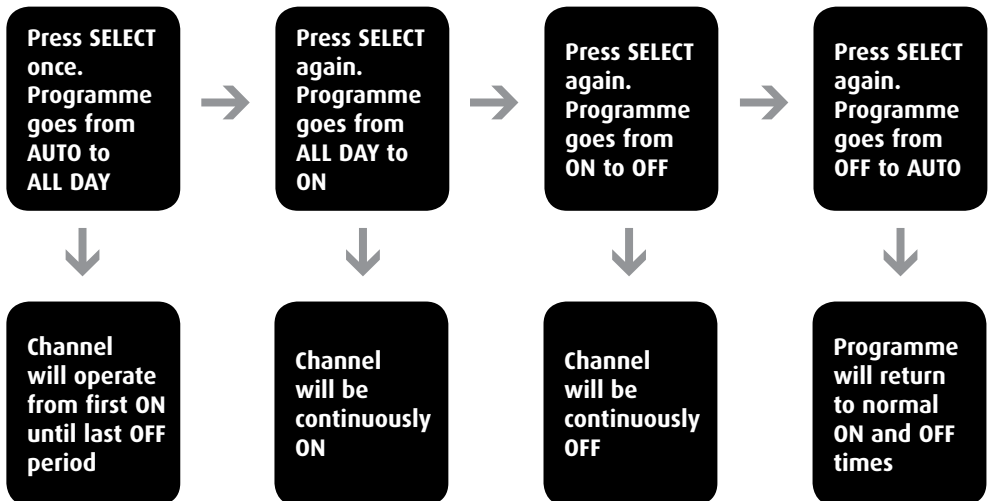 Press SELECT
once.
Programme
goes from
AUTO to
ALL DAY
Press SELECT
again.
Programme
goes from
ALL DAY to
ON
Press SELECT
again.
Programme
goes from
ON to OFF
Press SELECT
again.
Programme
goes from
OFF to AUTO
Channel
will operate
from first ON
until last OFF
period
Channel
will be
continuously
ON
Channel
will be
continuously
OFF
Programme
will return
to normal
ON and OFF
times